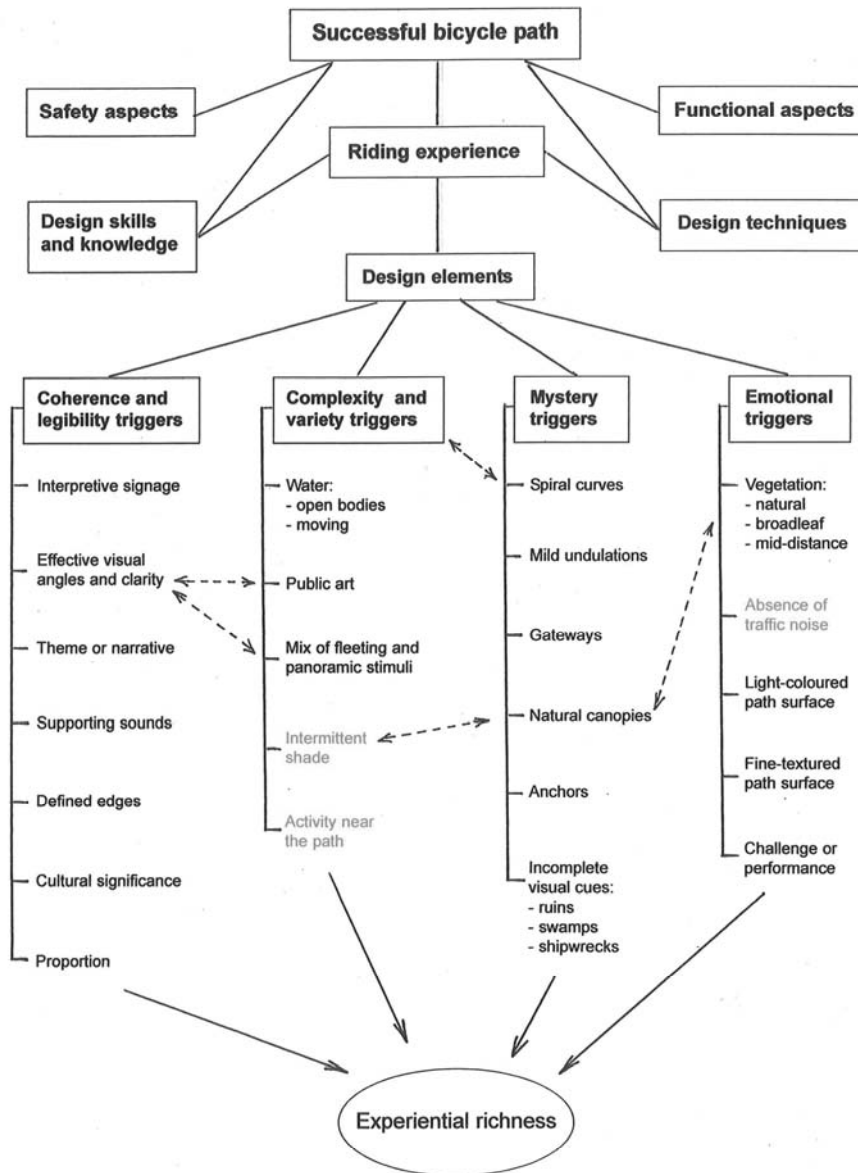 Successful bicycle path
Safety aspects
Functional aspects
Riding experience
Design skills
and knowledge
Design techniques
Design elements
Coherence and
legibility triggers
Interpretive signage
Effective visual
angles and clarity
Theme or narrative
Supporting sounds
Defined edges
Cultural significance
Proportion
Complexity and
variety triggers
Water:
- open bodies
- moving
Public art
Mix of fleeting and
panoramic stimuli
Intermittent
shade
Activity near
the path
Mystery
triggers
Spiral curves
Mild undulations
Gateways
Natural canopies
Anchors
Incomplete
visual cues:
- ruins
- swamps
- shipwrecks
Emotional
triggers
Vegetation:
- natural
- broadleaf
- mid-distance
Absence of
traffic noise
Light-coloured
path surface
Fine-textured
path surface
Challenge or
performance
Experiential richness